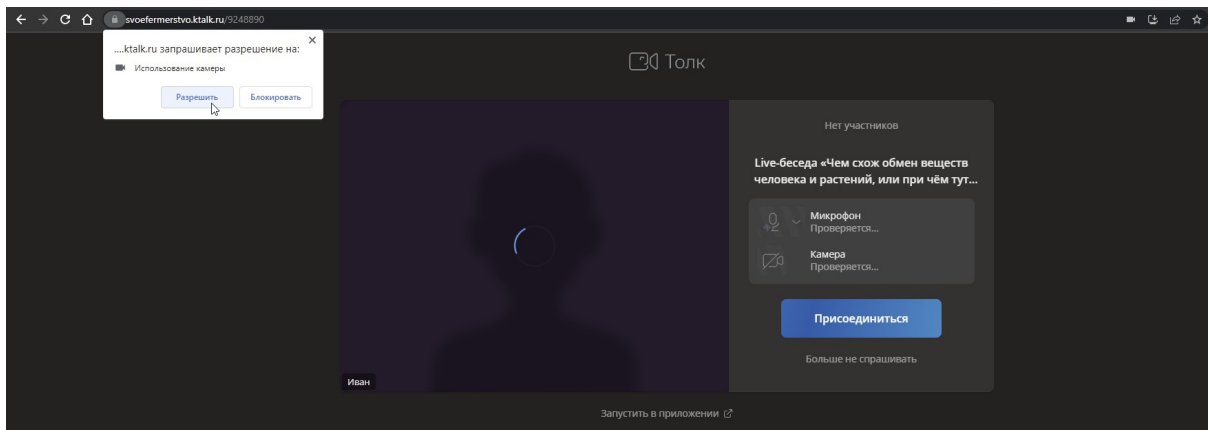 svoefermerstvo.ktalk.ru/9248890
....ktalk.ru запрашивает разрешение на:
Использование камеры
Разрешить
Блокировать
Толк
Нет участников
Live-беседа «Чем схож обмен веществ
человека и растений, или при чём тут...
Микрофон
Проверяется...
Камера
Проверяется...
Присоединиться
Больше не спрашивать
Иван
Запустить в приложении